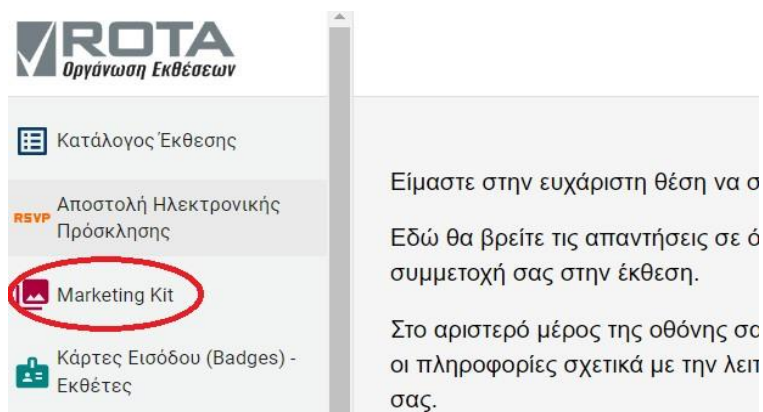 ROTA
Οργάνωση Εκθέσεων
Κατάλογος Έκθεσης
RSVP
Αποστολή Ηλεκτρονικής
Πρόσκλησης
Marketing Kit
Κάρτες Εισόδου (Badges) -
Εκθέτες
Είμαστε στην ευχάριστη θέση να
Εδώ θα βρείτε τις απαντήσεις σε
συμμετοχή σας στην έκθεση.
Στο αριστερό μέρος της οθόνης
οι πληροφορίες σχετικά με την
σας.